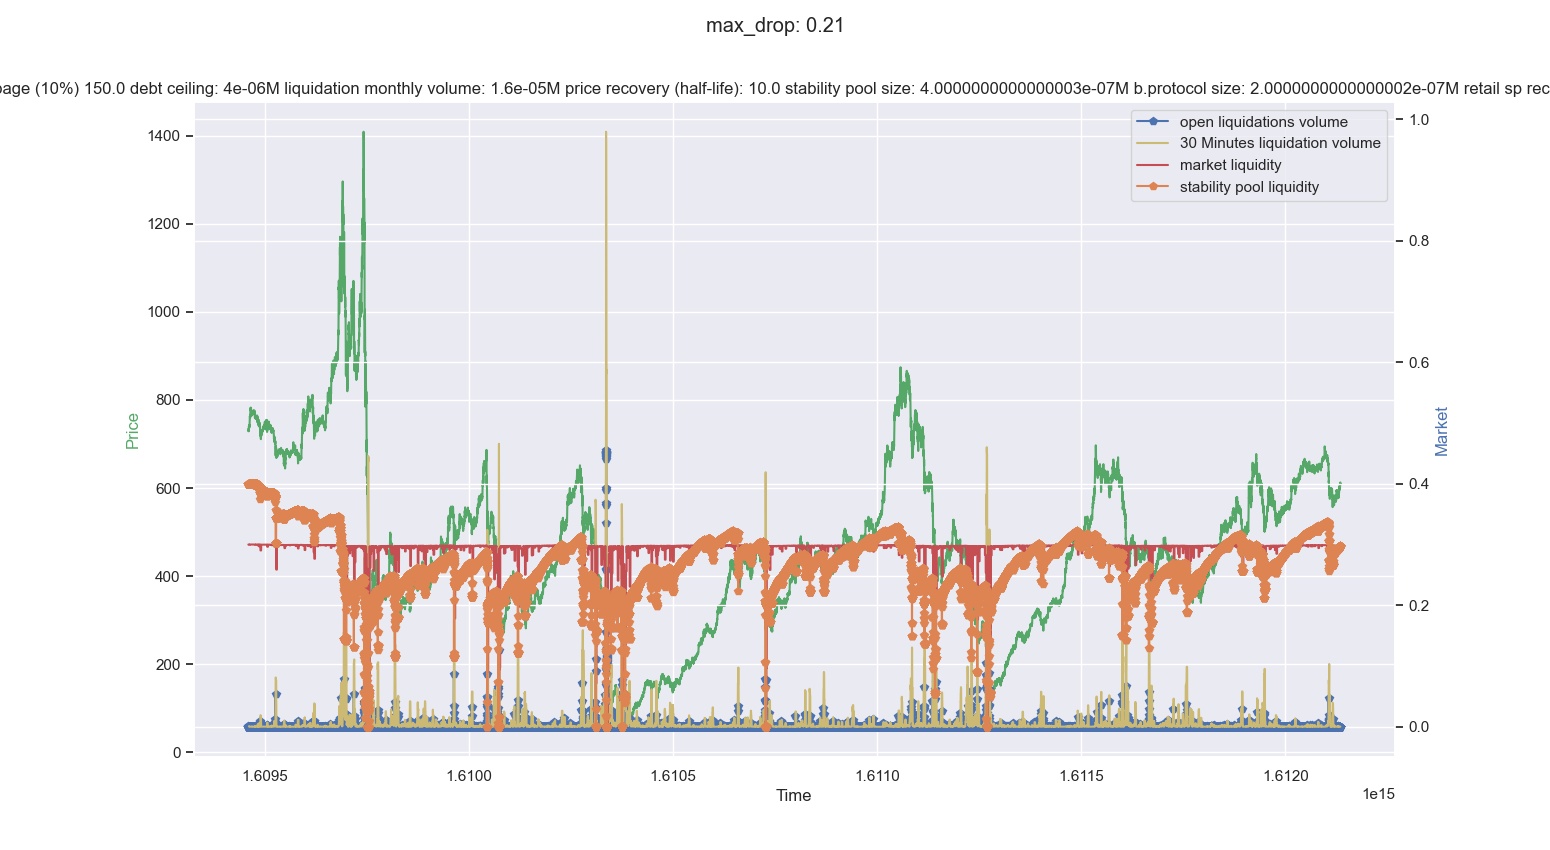 max_drop: 0.21
page (10%) 150.0 debt ceiling: 4e-06M liquidation monthly volume: 1.6e-05M price recovery (half-life): 10.0 stability pool size: 4.0000000000000003e-07M b.protocol size: 2.0000000000000002e-07M retail sp rec
open liquidations volume
30 Minutes liquidation volume
market liquidity
stability pool liquidity
1400
1200
1000
800
600
400
200
0
Price
1.0
0.8
0.6
0.4
0.2
0.0
Market
1.6095 1.6100 1.6105 1.6110 1.6115 1.6120
Time
1e15